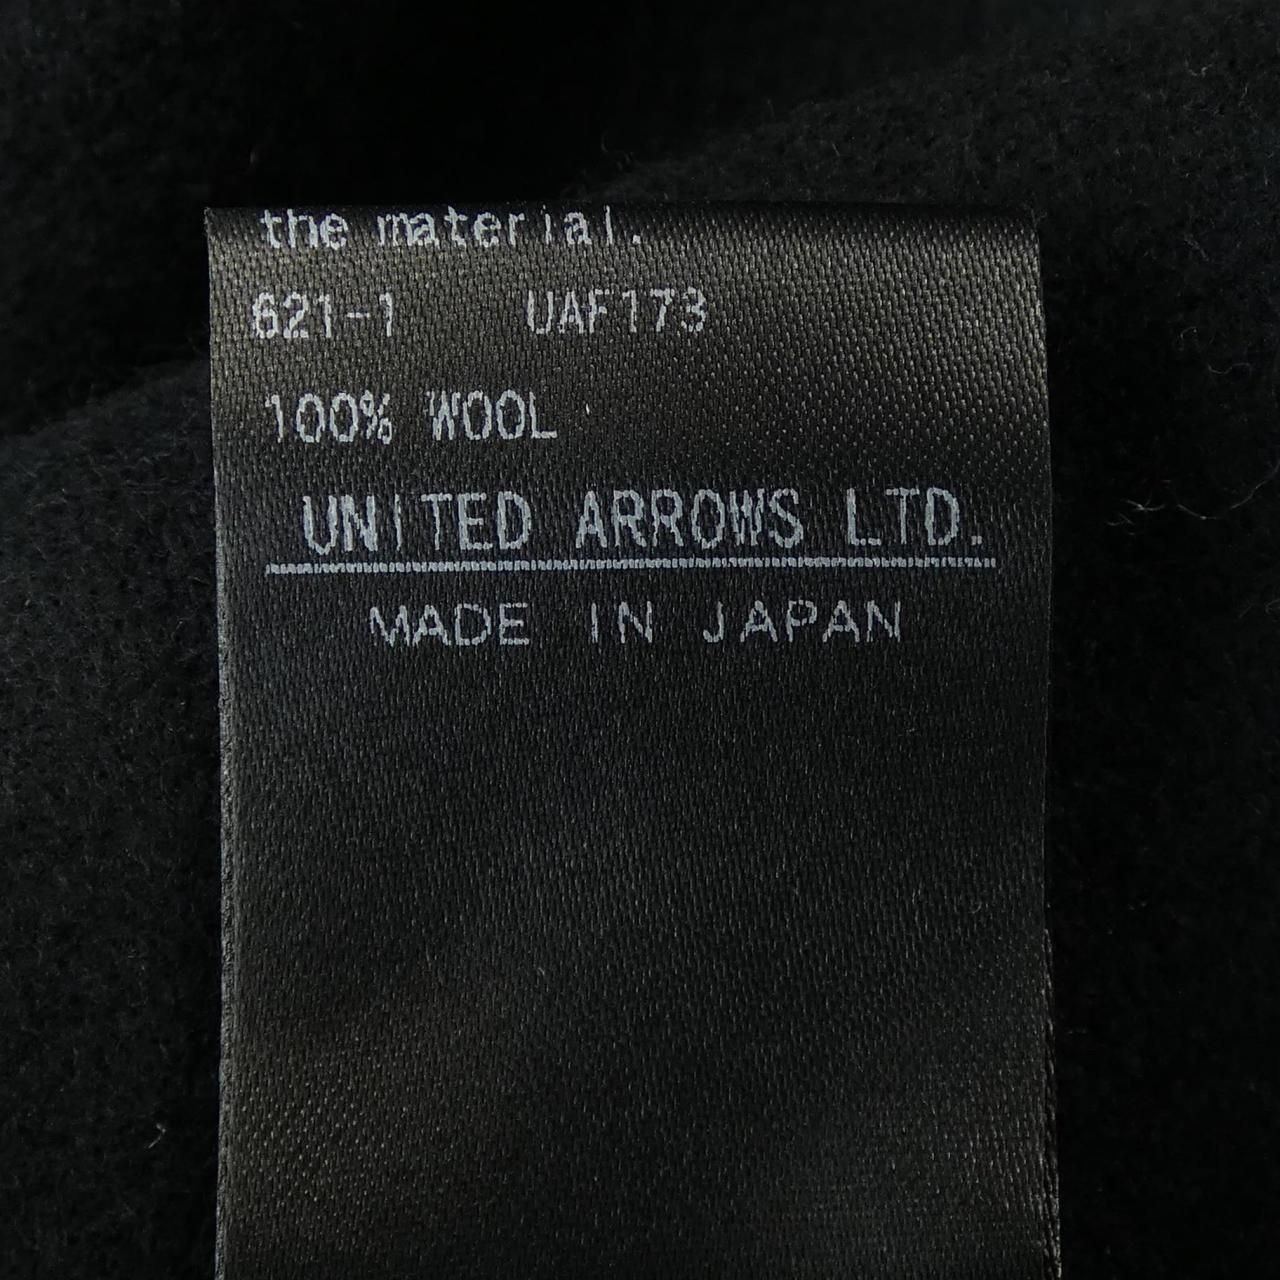 the material.
621-1 UAF173
100% WOOL
UNITED ARROWS LTD.
MADE IN JAPAN